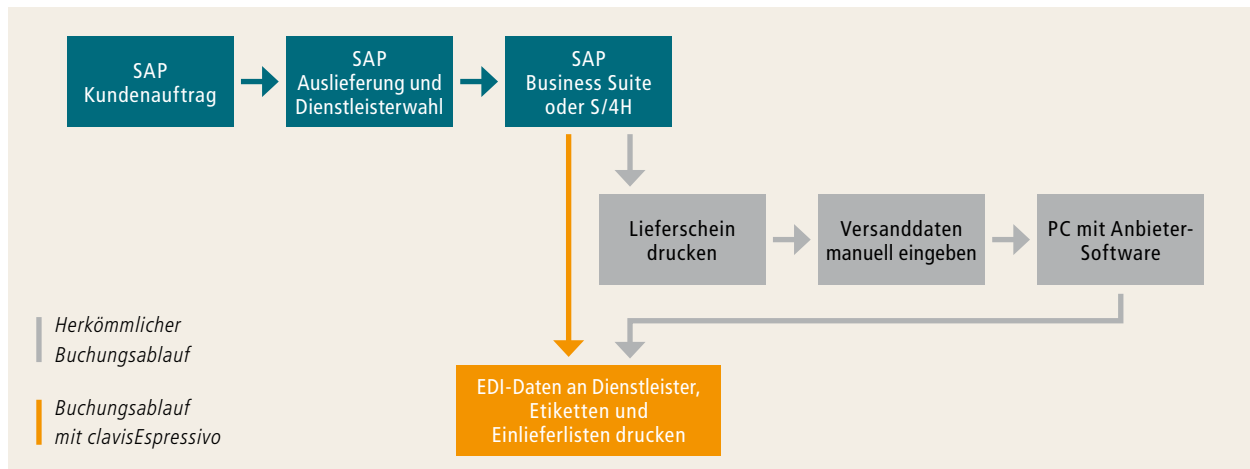 SAP
Kundenauftrag
SAP
Auslieferung und
Dienstleisterwahl
SAP
Business Suite
oder S/4H
Lieferschein
drucken
Versanddaten
manuell eingeben
PC mit Anbieter-
Software
Herkömmlicher
Buchungsablauf
Buchungsablauf
mit clavisEspressivo
EDI-Daten an Dienstleister,
Etiketten und
Einlieferlisten drucken